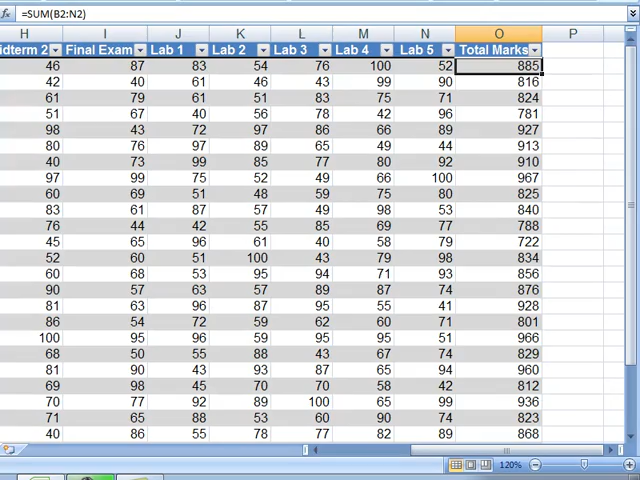 =SUM(B2:N2)
H I J K L M N O P
idterm 2 Final Exam Lab 1 Lab 2 Lab 3 Lab 4 Lab 5 Total Marks
46 87 83 54 76 100 52 885
42 40 61 46 43 99 90 816
61 79 61 51 83 75 71 824
51 67 40 56 78 42 96 781
98 43 72 97 86 66 89 927
80 76 97 89 65 49 44 913
40 73 99 85 77 80 92 910
97 99 75 52 49 66 100 967
60 69 51 48 59 75 80 825
83 61 87 57 49 98 53 840
76 44 42 55 85 69 77 788
45 65 96 61 40 58 79 722
52 60 51 100 43 79 98 834
60 68 53 95 94 71 93 856
90 57 63 57 89 87 74 876
81 63 96 87 95 55 41 928
86 54 72 59 62 60 71 801
100 95 96 59 95 95 51 966
68 50 55 88 43 67 74 829
81 90 43 93 87 65 94 960
69 98 45 70 70 58 42 812
70 77 92 89 100 65 99 936
71 65 88 53 60 90 74 823
40 86 55 78 77 82 89 868
120%